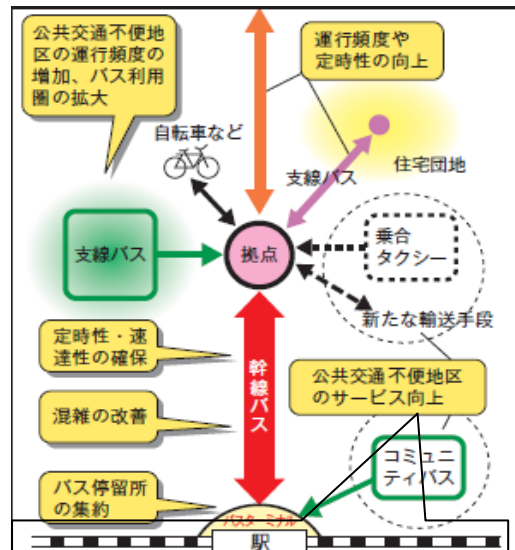 公共交通不便地
区の運行頻度の
増加、バス利用
圏の拡大
運行頻度や
定時性の向上
自転車など
住宅団地
支線バス
支線バス
拠点
乗合
タクシー
新たな輸送手段
定時性・速
達性の確保
幹線バス
公共交通不便地区
のサービス向上
混雑の改善
コミュニ
ティバス
バス停留所
の集約
バスターミナル
駅